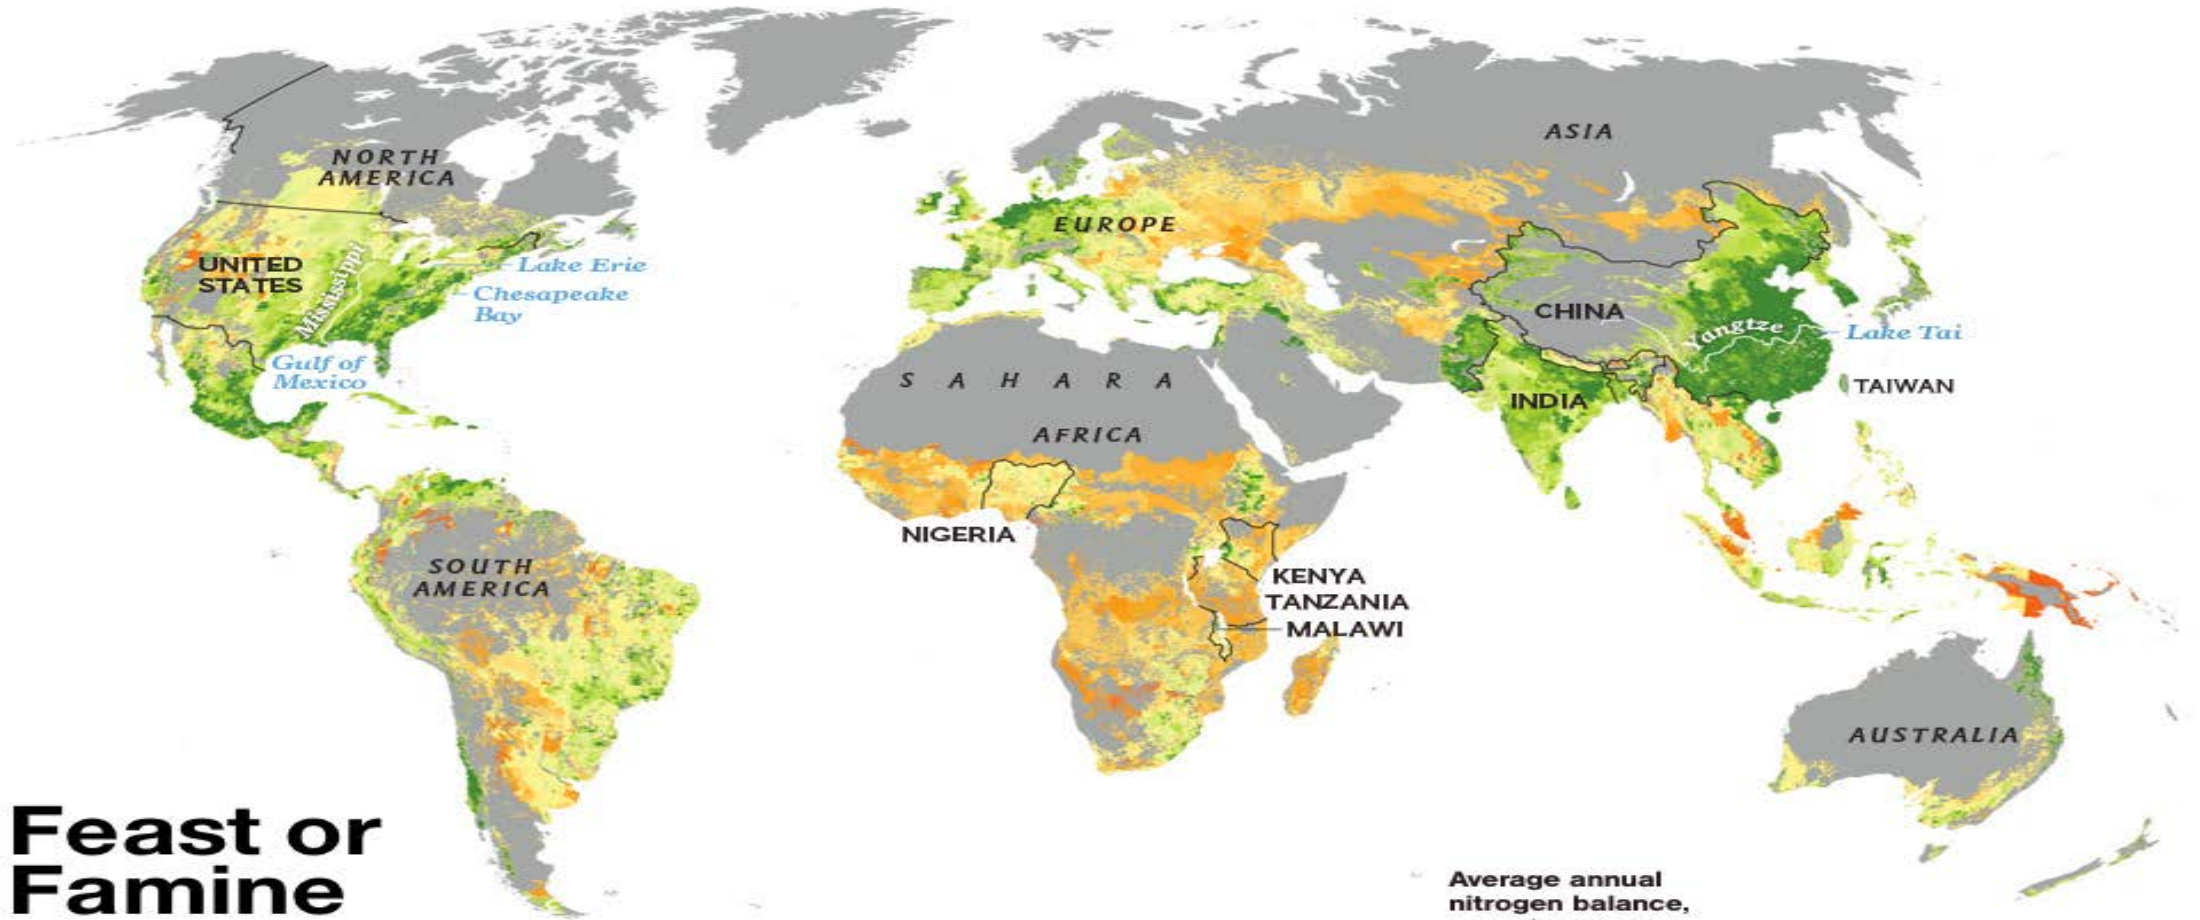 ASIA
NORTH
AMERICA
EUROPE
UNITED
STATES
Mississippi
Lake Erie
Chesapeake
Bay
CHINA
Yangtze
Lake Tai
Gulf of
Mexico
SAHARA
TAIWAN
INDIA
AFRICA
NIGERIA
SOUTH
AMERICA
KENYA
TANZANIA
MALAWI
AUSTRALIA
Feast or
Famine
Average annual
nitrogen balance,